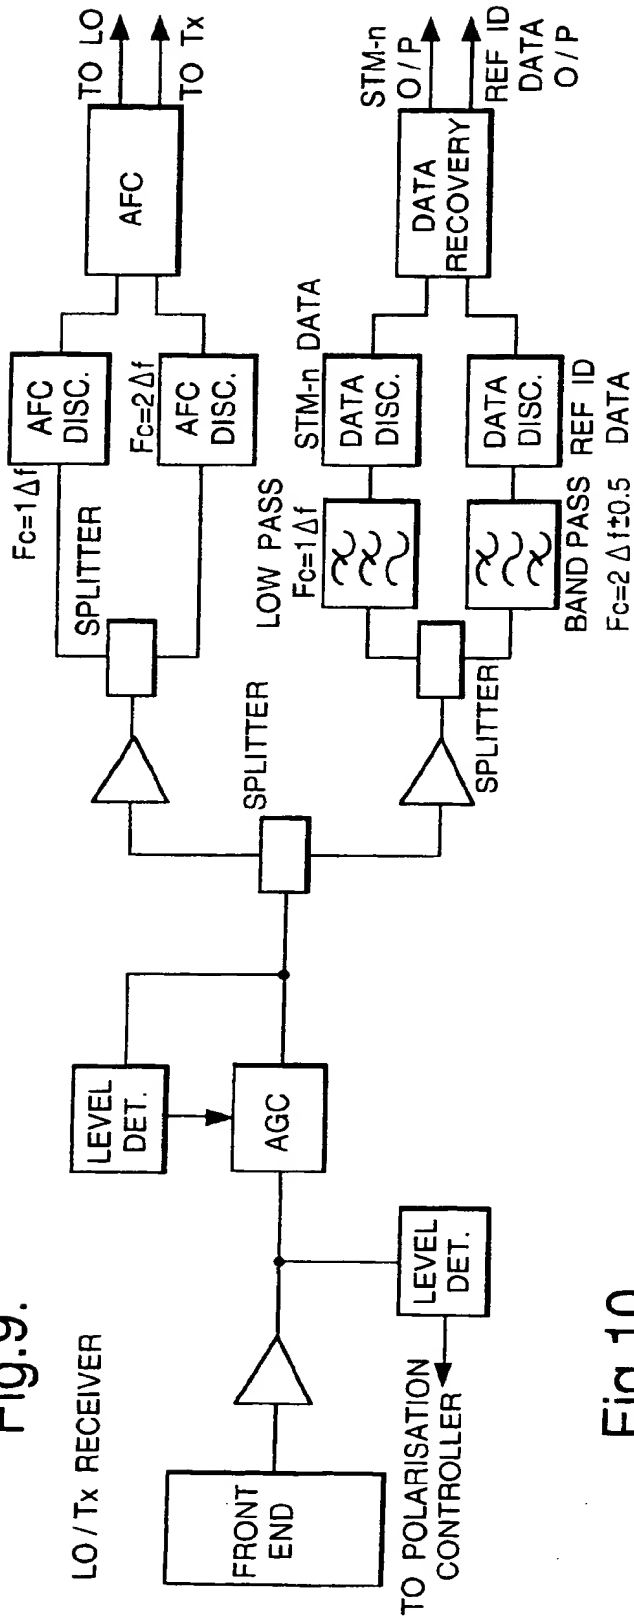 Fig.9.
LO/Tx RECEIVER
FRONT
END
TO POLARISATION
CONTROLLER
LEVEL
DET.
LEVEL
DET.
AGC
SPLITTER
SPLITTER
Fc=1Δf
AFC
DISC.
Fc=2Δf
AFC
DISC.
AFC
TO LO
TO Tx
SPLITTER
LOW PASS
Fc=1Δf
STM-n DATA
DATA
DISC.
BAND PASS
Fc=2Δf±0.5
REF ID
DATA
DATA
DISC.
DATA
RECOVERY
STM-n
O/P
REF ID
DATA
O/P
Fig.10